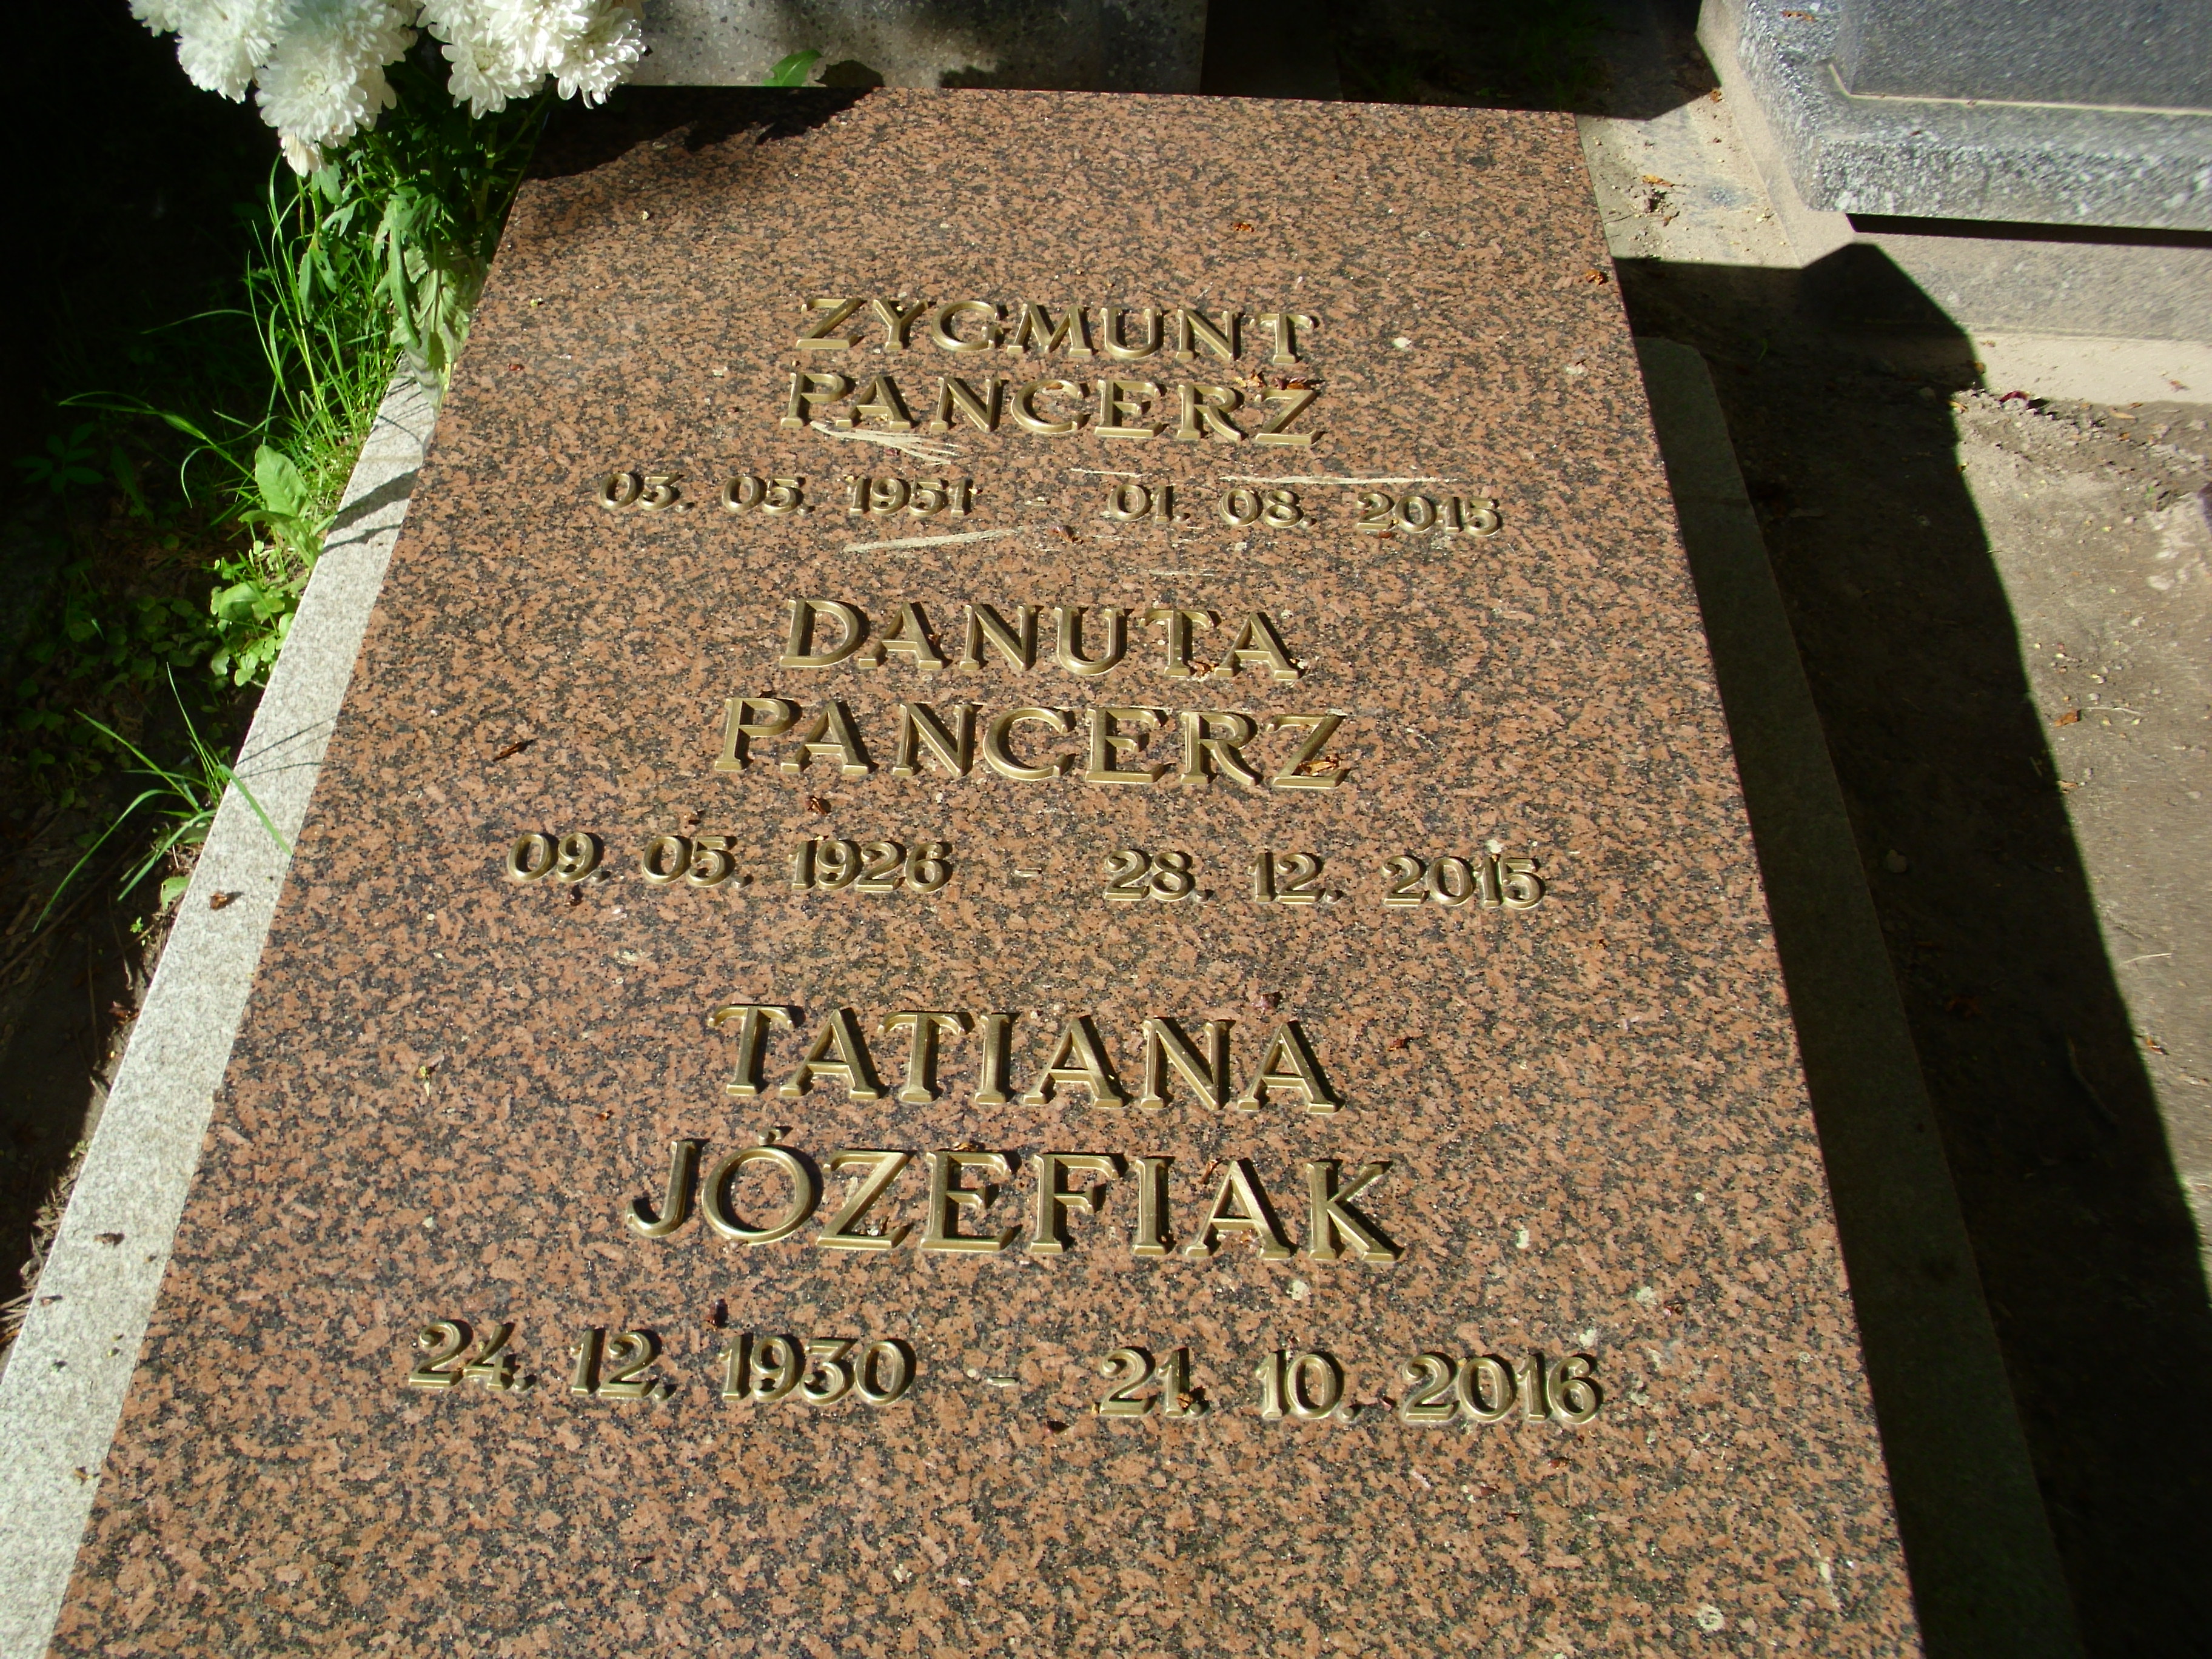 ZYGMUNT
PANCERZ
03. 05. 1951 - 01. 08. 2015
DANUTA
PANCERZ
09. 05. 1926 - 28. 12. 2015
TATIANA
JÓZEFIAK
24. 12. 1930 - 21. 10. 2016